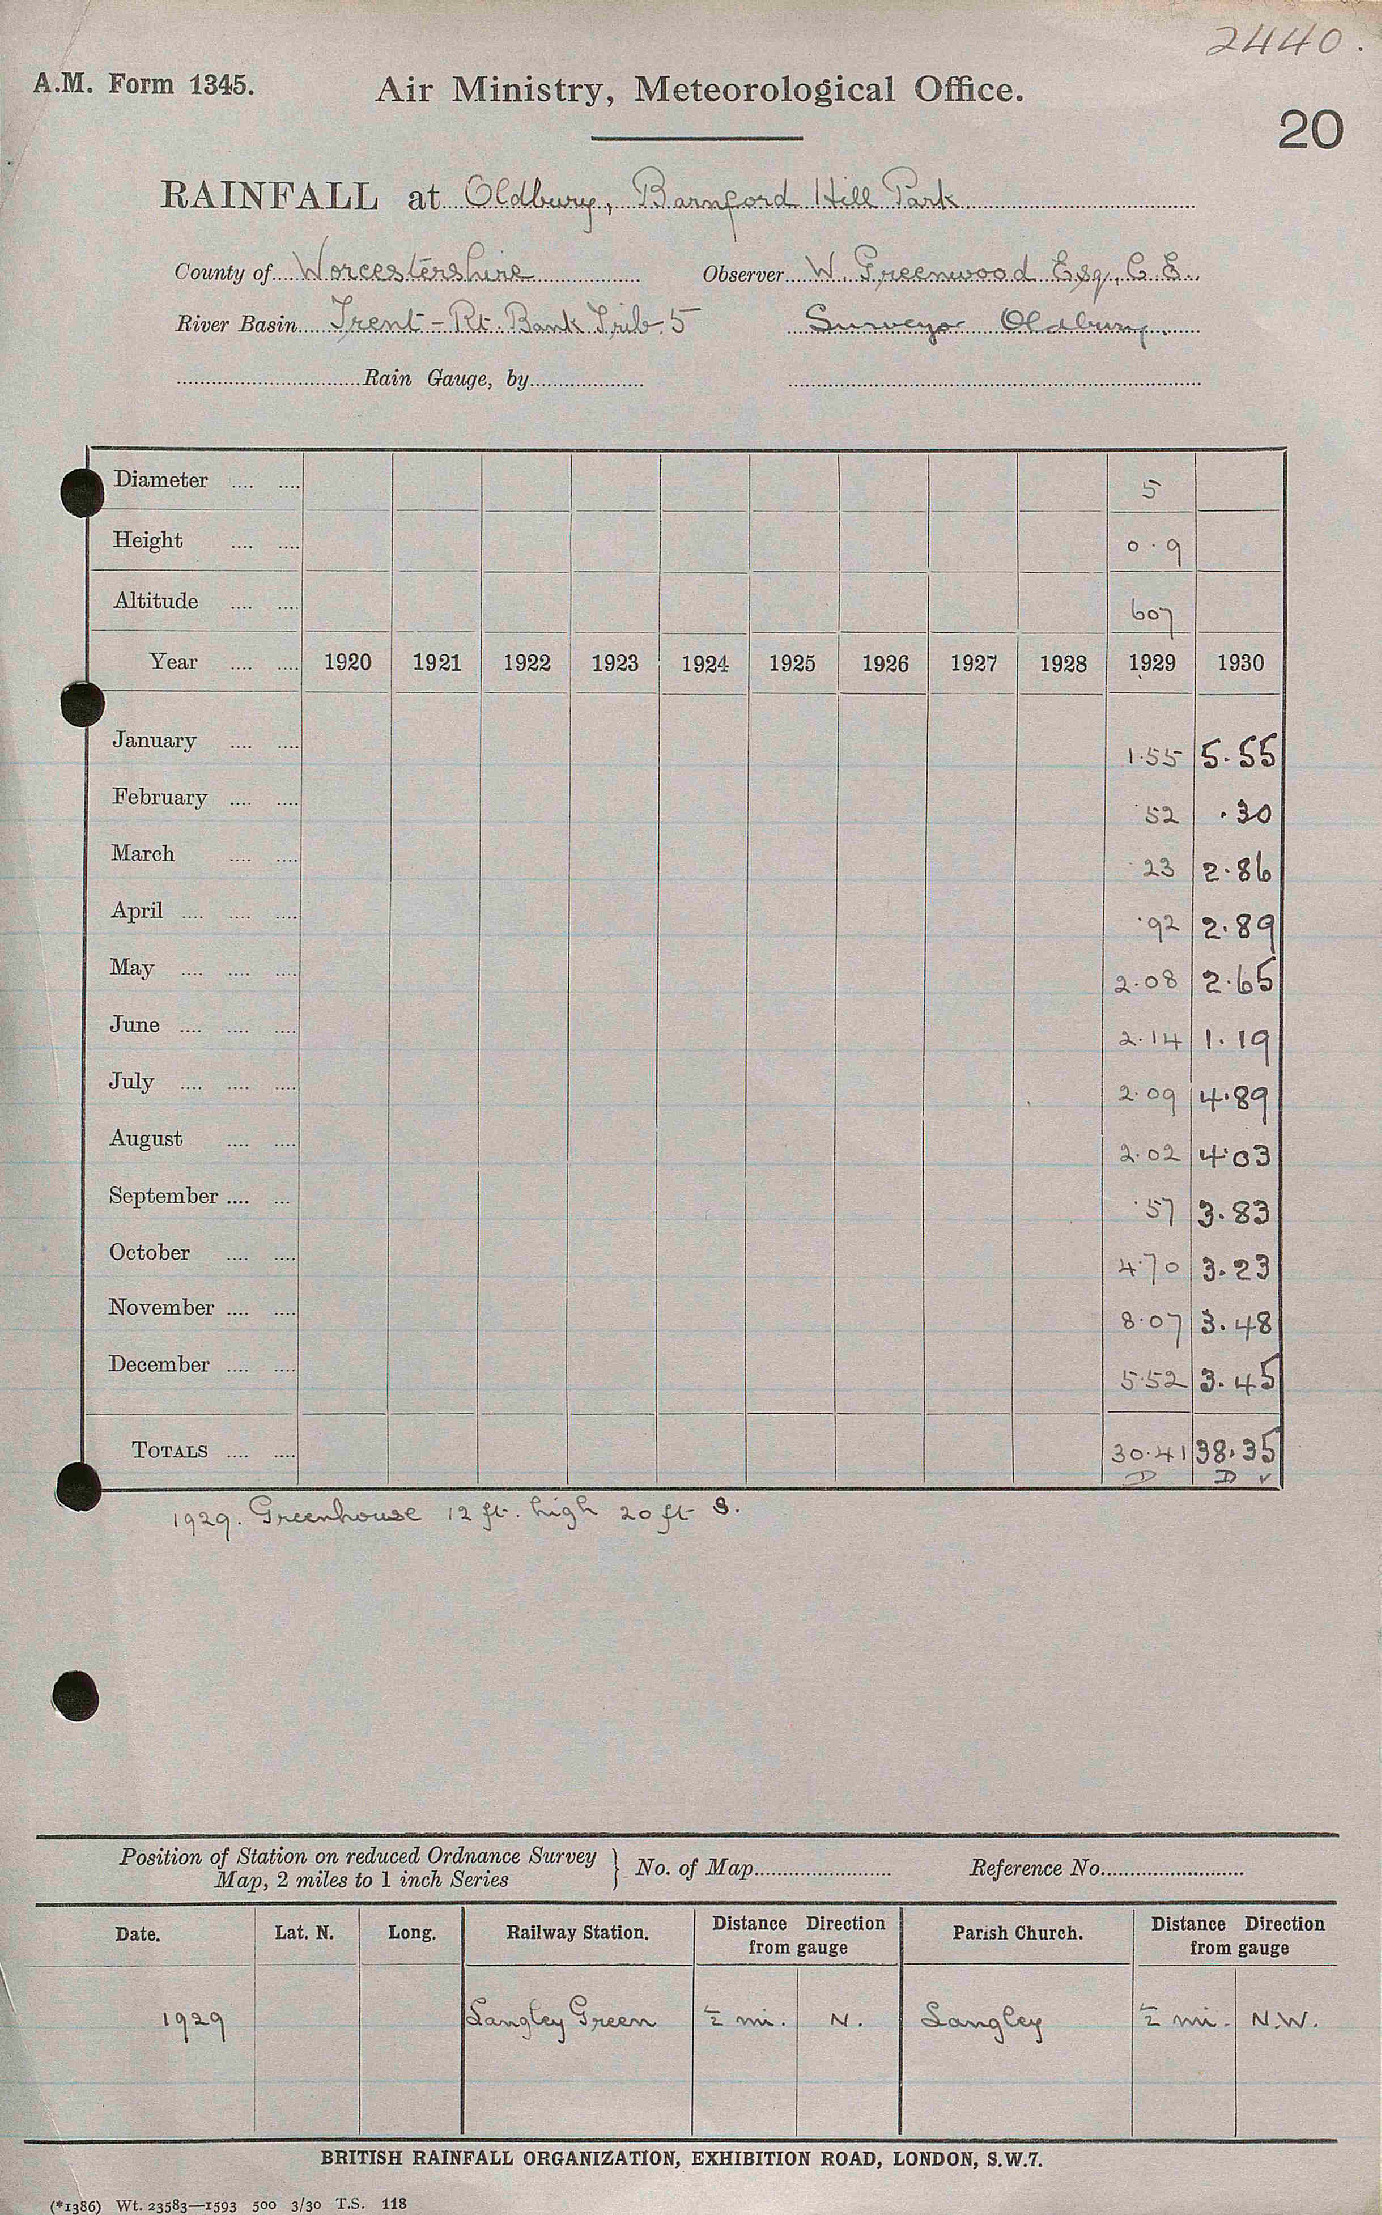 2440.
A.M. Form 1345. Air Ministry, Meteorological Office.
20
RAINFALL at Oldbury, Barnford Hill Park
County of Worcestershire Observer W. Greenwood Esq., C.E.
River Basin Trent - Rt. Bank Trib. 5 Surveyor Oldbury.
Rain Gauge, by
Diameter .... .... 5
Height .... .... 0.9
Altitude .... .... 607
Year .... .... 1920 1921 1922 1923 1924 1925 1926 1927 1928 1929 1930
January .... .... 1.55 5.55
February .... .... .52 .30
March .... .... .23 2.86
April .... .... .... .92 2.89
May .... .... .... 2.08 2.65
June .... .... .... 2.14 1.19
July .... .... .... 2.09 4.89
August .... .... 2.02 4.03
September .... .... .57 3.83
October .... .... 4.70 3.23
November .... .... 8.07 3.48
December .... .... 5.52 3.45
TOTALS .... .... 30.41 38.35
D D v
1929. Greenhouse 12 ft. high 20 ft S.
Position of Station on reduced Ordnance Survey
Map, 2 miles to 1 inch Series } No. of Map Reference No.
Date. Lat. N. Long. Railway Station. Distance Direction from gauge Parish Church. Distance Direction from gauge
1929 Langley Green ½ mi. N. Langley ½ mi. N.W.
BRITISH RAINFALL ORGANIZATION, EXHIBITION ROAD, LONDON, S.W.7.
(*1386) Wt. 23583—1593 500 3/30 T.S. 118